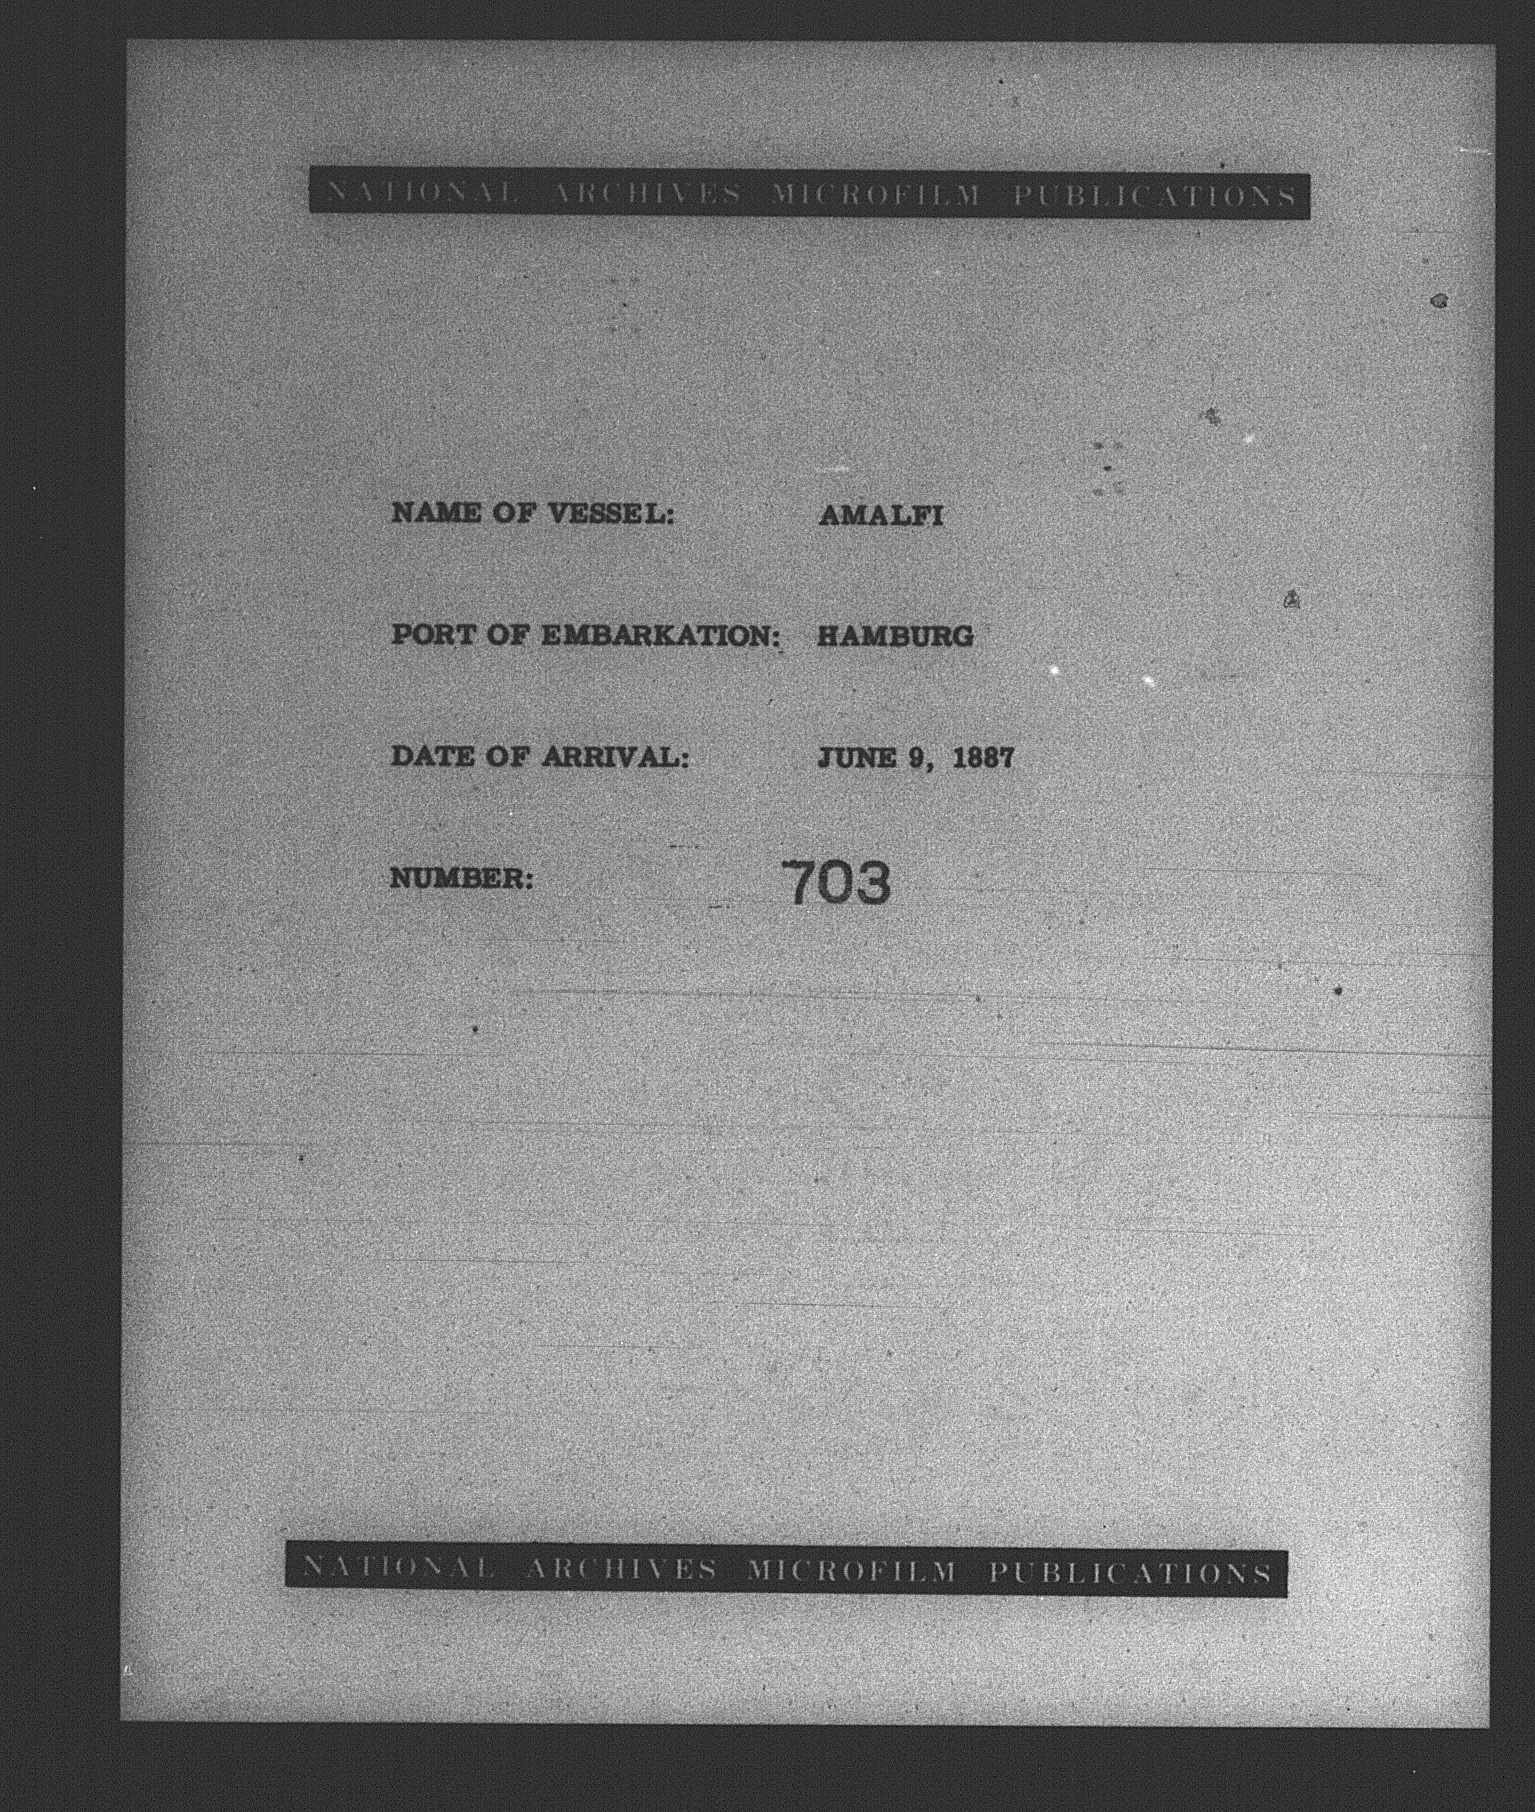 NATIONAL ARCHIVES MICROFILM PUBLICATIONS
NAME OF VESSEL: AMALFI
PORT OF EMBARKATION: HAMBURG
DATE OF ARRIVAL: JUNE 9, 1887
NUMBER: 703
NATIONAL ARCHIVES MICROFILM PUBLICATIONS